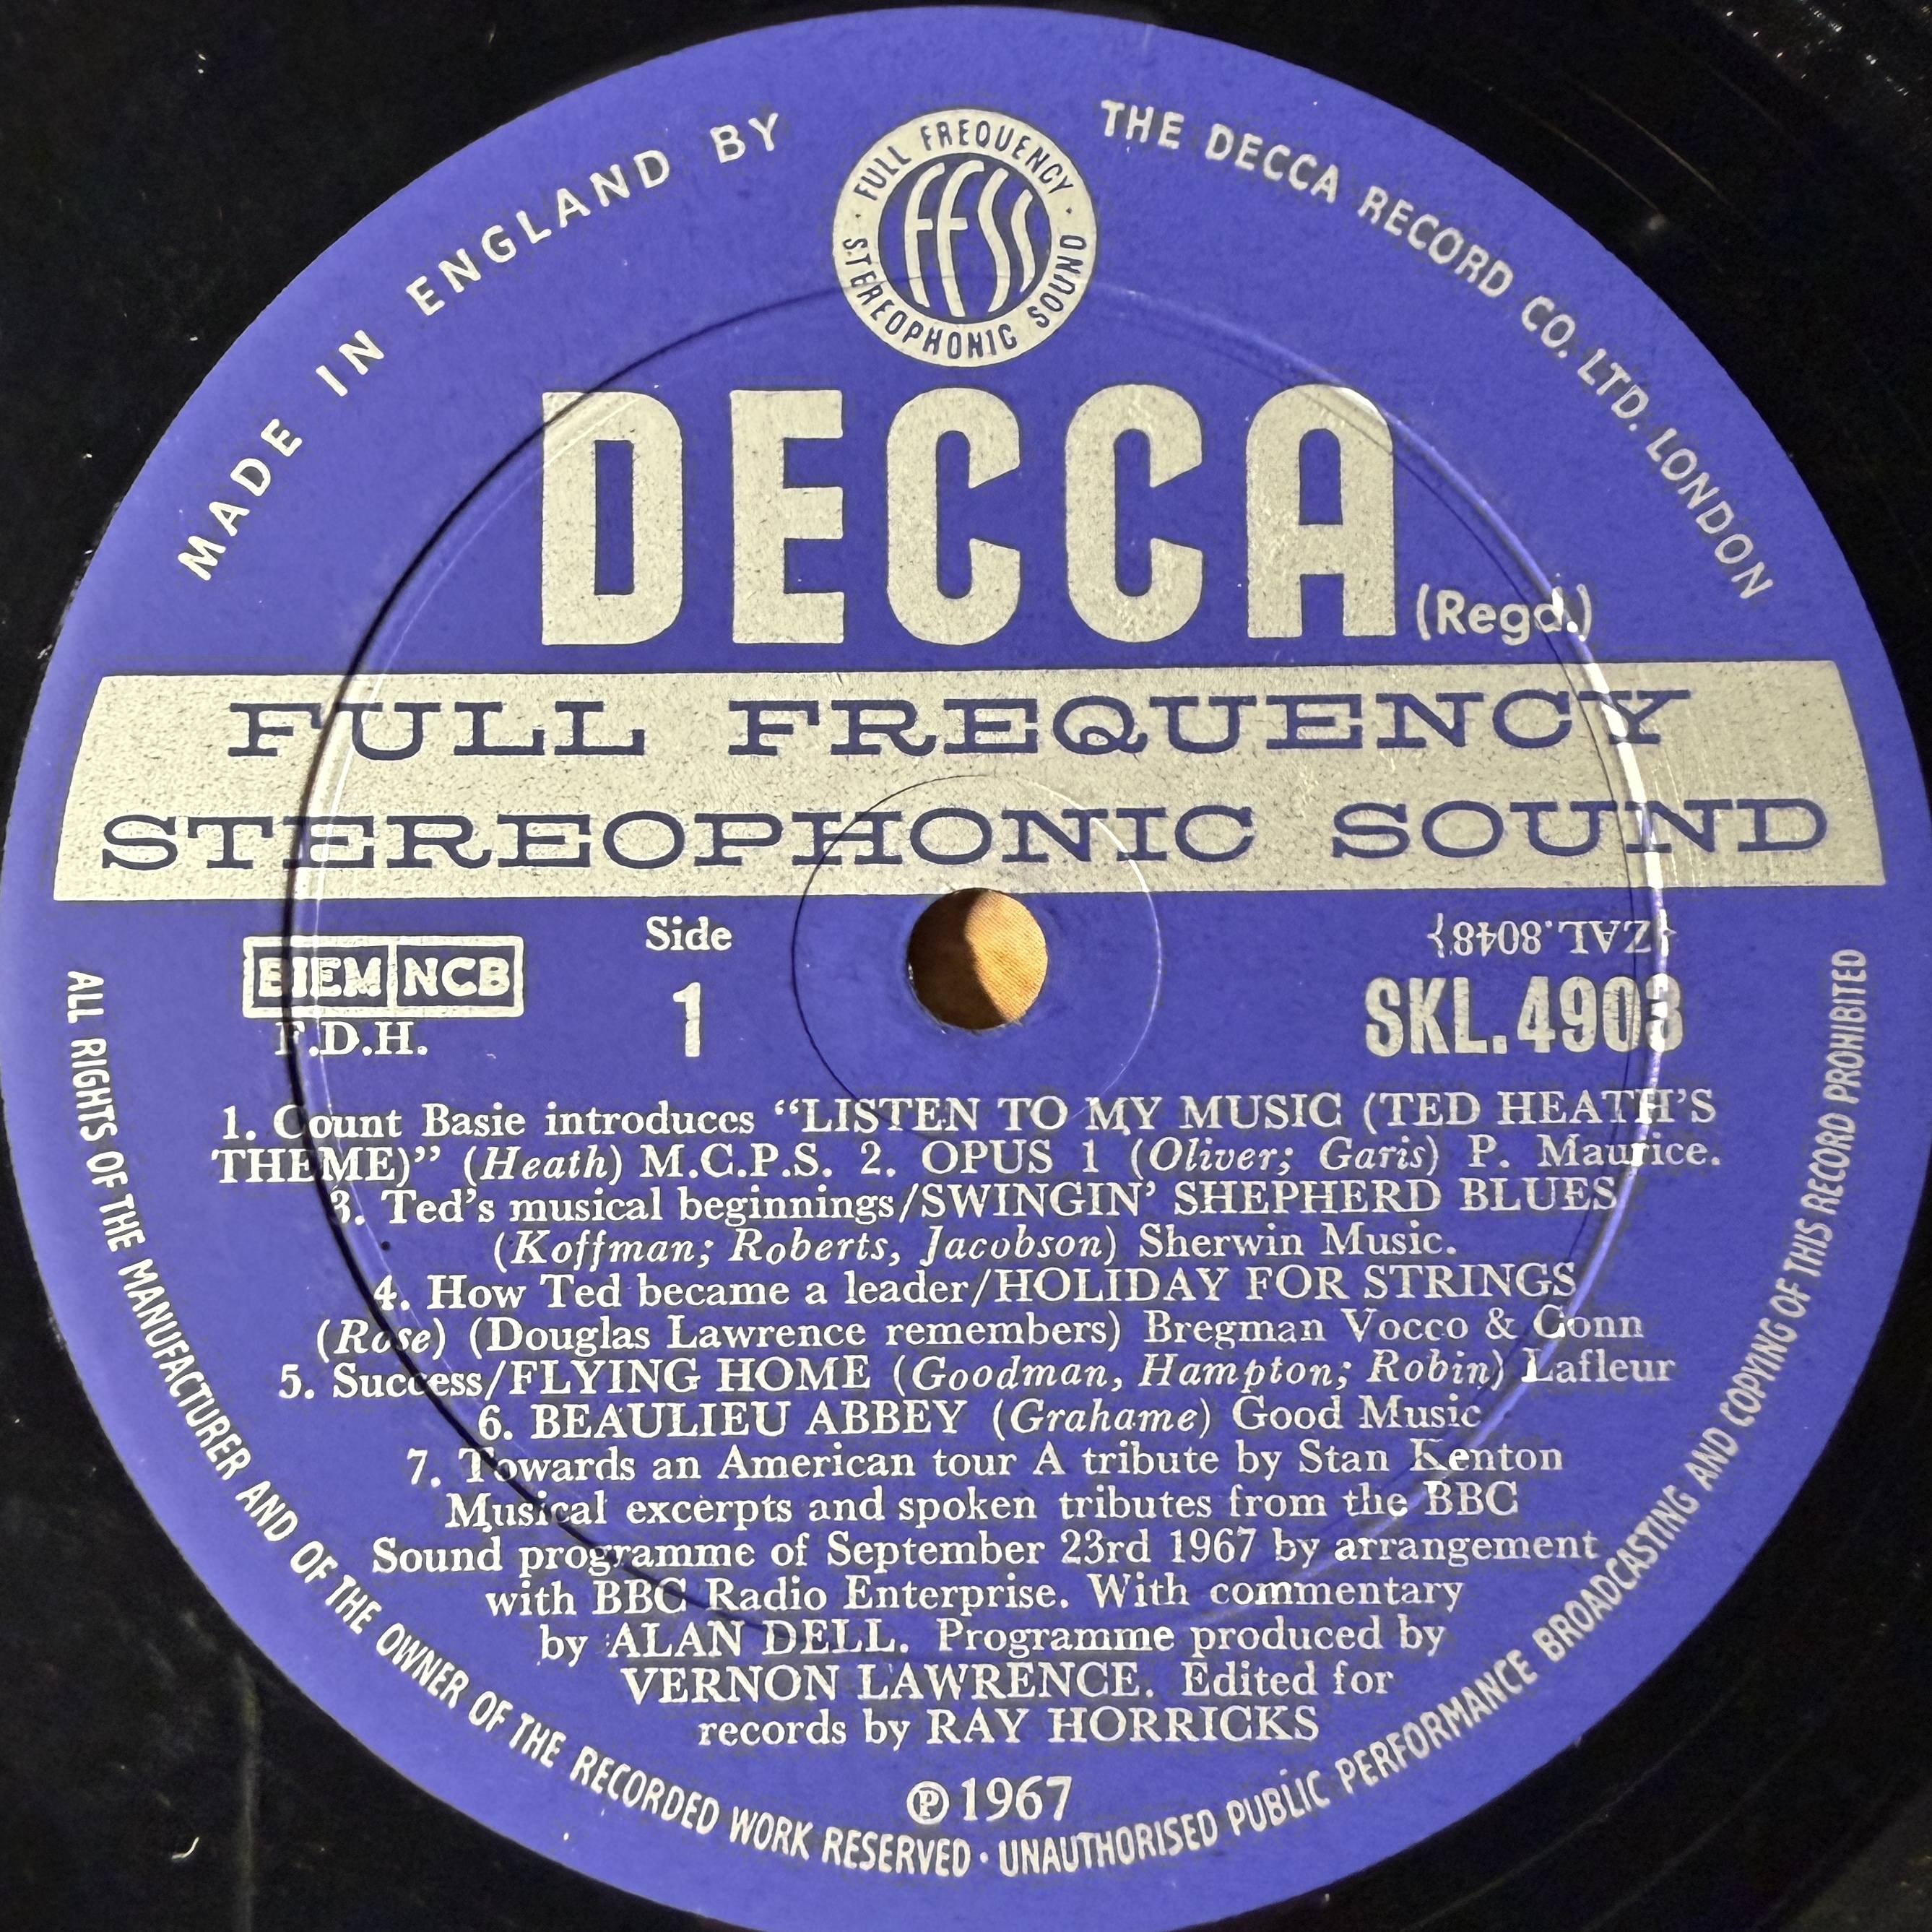 MADE IN ENGLAND BY
THE DECCA RECORD CO. LTD. LONDON
· FULL FREQUENCY ·
STEREOPHONIC SOUND
FFSS
DECCA
(Regd.)
FULL FREQUENCY
STEREOPHONIC SOUND
BIEM NCB
F.D.H.
Side
1
{ZAL.8048}
SKL.4903
1. Count Basie introduces “LISTEN TO MY MUSIC (TED HEATH’S
THEME)” (Heath) M.C.P.S. 2. OPUS 1 (Oliver; Garis) P. Maurice.
3. Ted’s musical beginnings/SWINGIN’ SHEPHERD BLUES
(Koffman; Roberts, Jacobson) Sherwin Music.
4. How Ted became a leader/HOLIDAY FOR STRINGS
(Rose) (Douglas Lawrence remembers) Bregman Vocco & Conn
5. Success/FLYING HOME (Goodman, Hampton; Robin) Lafleur
6. BEAULIEU ABBEY (Grahame) Good Music
7. Towards an American tour A tribute by Stan Kenton
Musical excerpts and spoken tributes from the BBC
Sound programme of September 23rd 1967 by arrangement
with BBC Radio Enterprise. With commentary
by ALAN DELL. Programme produced by
VERNON LAWRENCE. Edited for
records by RAY HORRICKS
℗1967
ALL RIGHTS OF THE MANUFACTURER AND OF THE OWNER OF THE RECORDED WORK RESERVED · UNAUTHORISED PUBLIC PERFORMANCE BROADCASTING AND COPYING OF THIS RECORD PROHIBITED